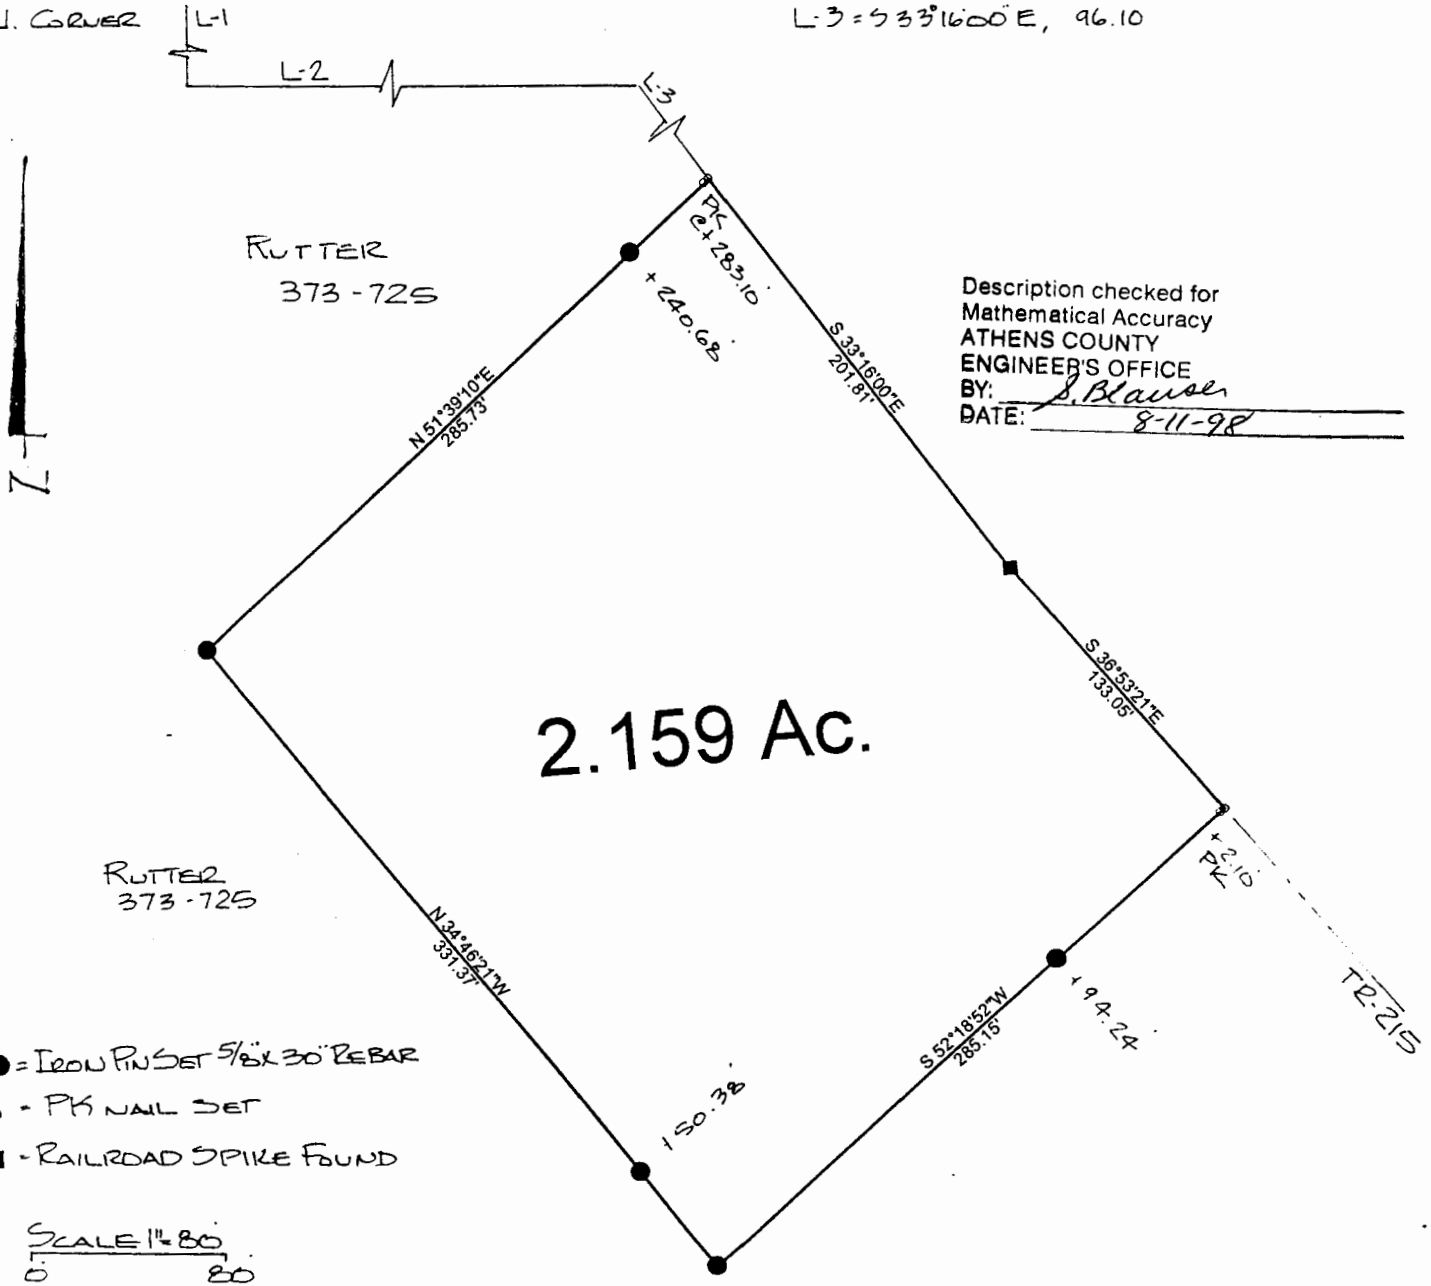 CORNER
L-1
L-3 = S 33°16'00" E, 96.10
L-2
L-3
RUTTER
373-725
PK
@ + 283.10'
+ 240.68'
S 33°16'00"E
201.81'
Description checked for
Mathematical Accuracy
ATHENS COUNTY
ENGINEER'S OFFICE
BY: S. Blauser
DATE: 8-11-98
N 51°39'10"E
285.73'
N
S 36°53'21"E
133.05'
2.159 Ac.
+ 2.10'
PK
RUTTER
373-725
N 34°46'21"W
331.37'
+ 94.24'
TR-215
S 52°18'52"W
285.15'
+ 50.38'
= IRON PIN SET 5/8" X 30" REBAR
- PK NAIL SET
- RAILROAD SPIKE FOUND
SCALE 1"=80'
0 80'